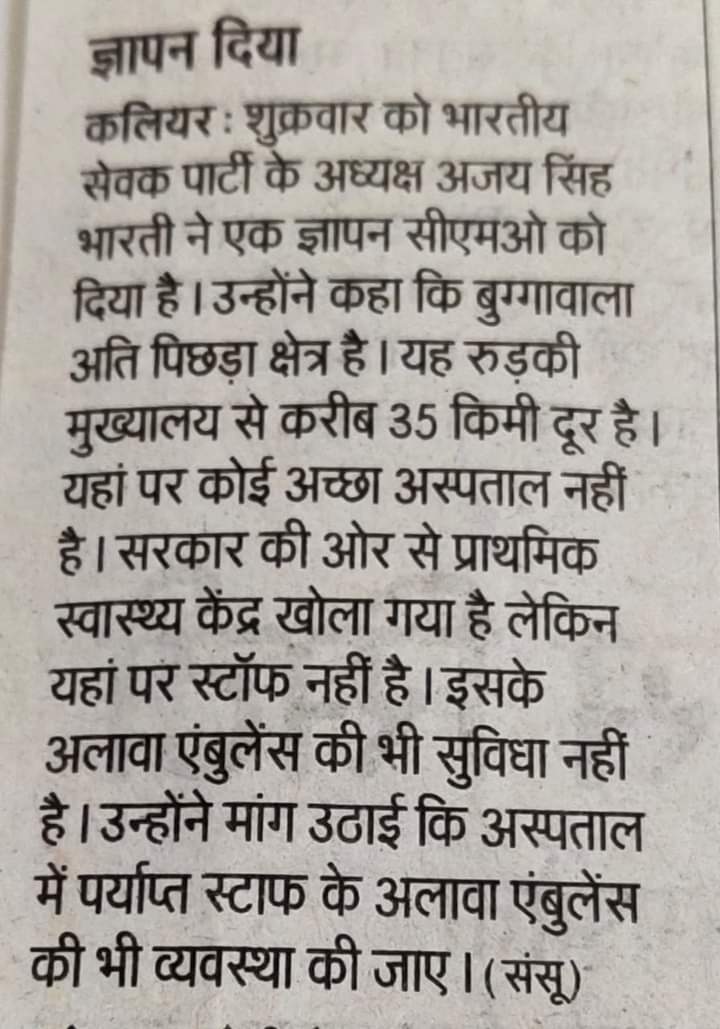 ज्ञापन दिया
कलियर : शुक्रवार को भारतीय
सेवक पार्टी के अध्यक्ष अजय सिंह
भारती ने एक ज्ञापन सीएमओ को
दिया है। उन्होंने कहा कि बुग्गावाला
अति पिछड़ा क्षेत्र है। यह रुड़की
मुख्यालय से करीब 35 किमी दूर है।
यहां पर कोई अच्छा अस्पताल नहीं
है। सरकार की ओर से प्राथमिक
स्वास्थ्य केंद्र खोला गया है लेकिन
यहां पर स्टॉफ नहीं है। इसके
अलावा एंबुलेंस की भी सुविधा नहीं
है। उन्होंने मांग उठाई कि अस्पताल
में पर्याप्त स्टाफ के अलावा एंबुलेंस
की भी व्यवस्था की जाए। (संसू)